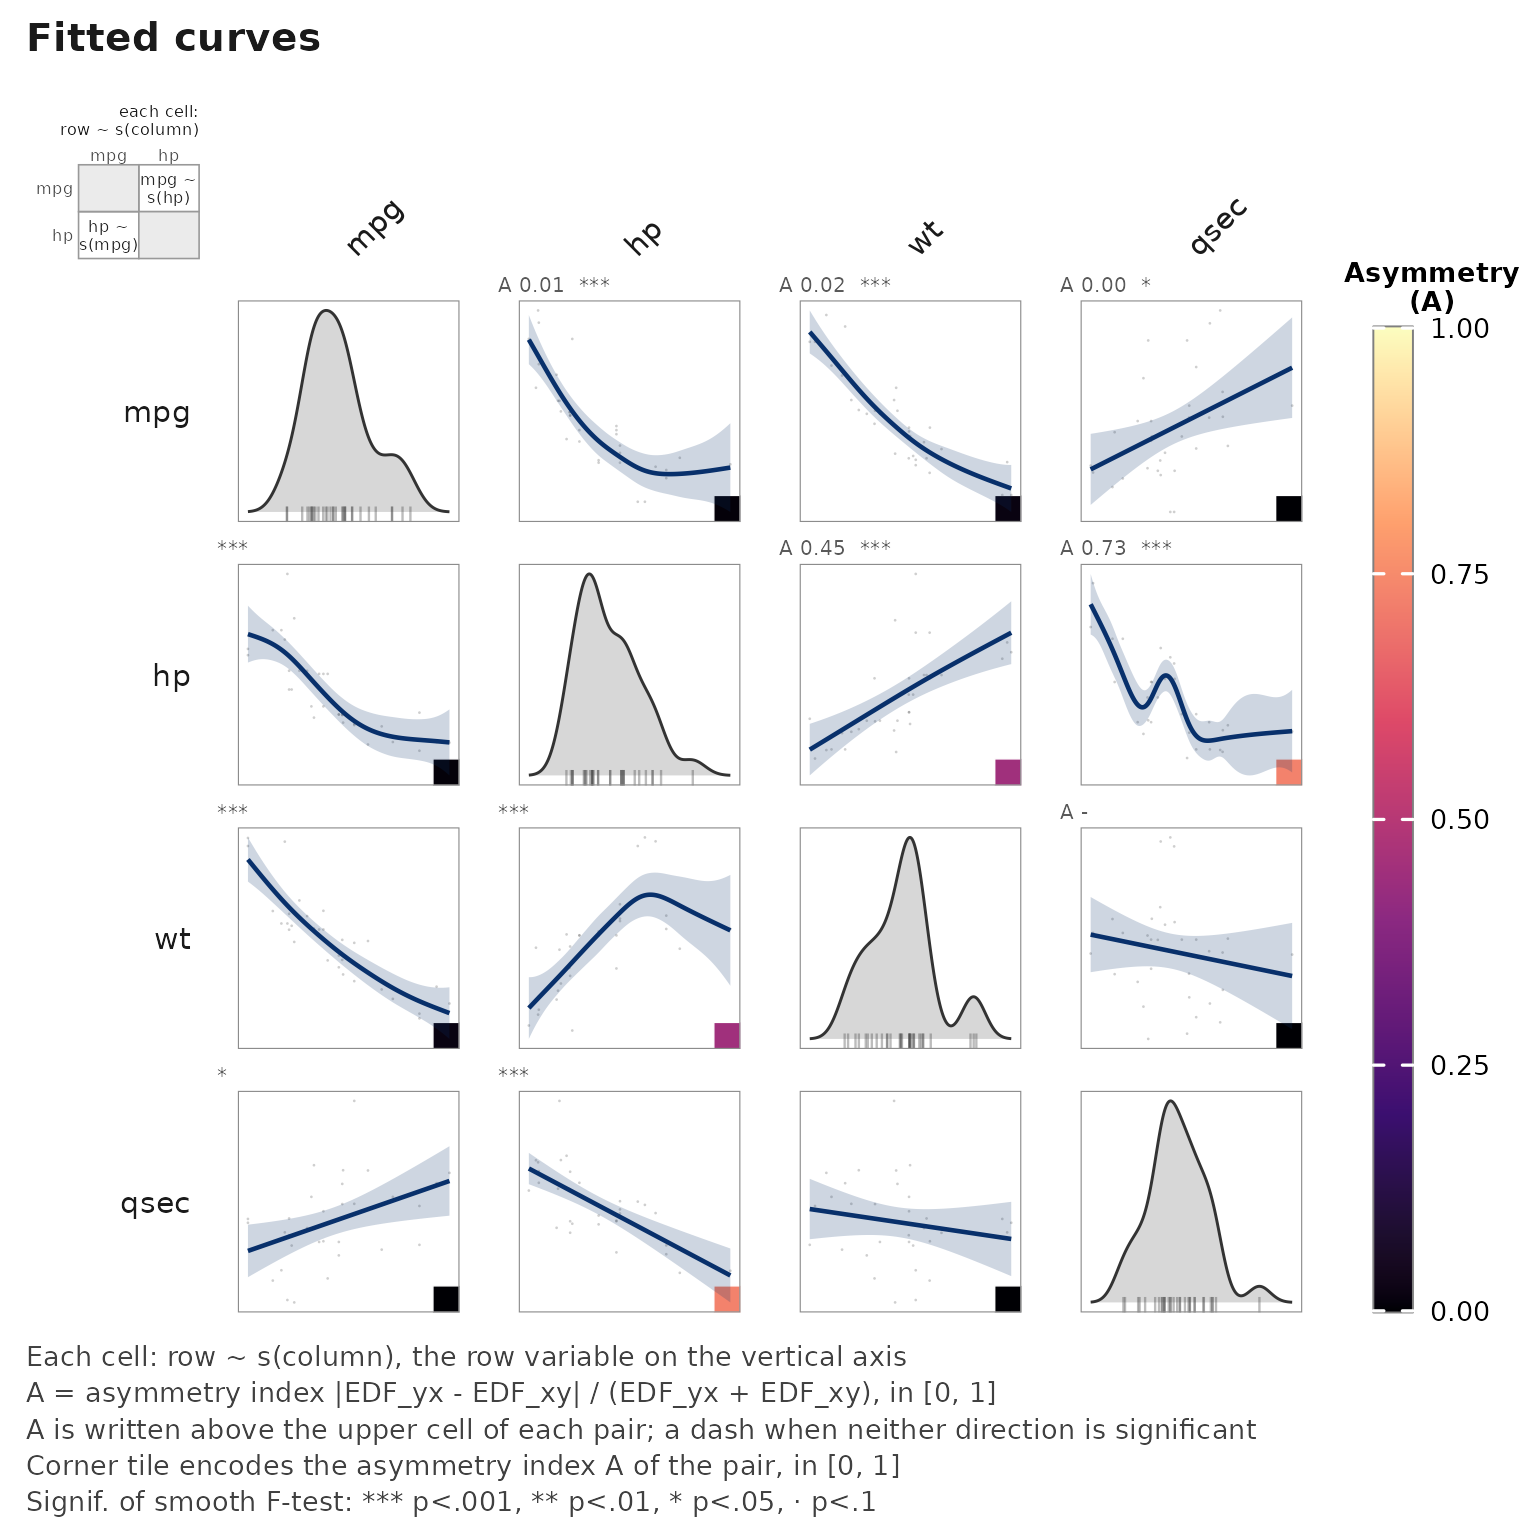 Fitted curves
each cell:
row ~ s(column)
mpg hp
mpg
mpg ~
s(hp)
hp
hp ~
s(mpg)
mpg hp wt qsec
A 0.01 *** A 0.02 *** A 0.00 *
mpg
*** A 0.45 *** A 0.73 ***
hp
*** *** A -
wt
* ***
qsec
Asymmetry
(A)
1.00
0.75
0.50
0.25
0.00
Each cell: row ~ s(column), the row variable on the vertical axis
A = asymmetry index |EDF_yx - EDF_xy| / (EDF_yx + EDF_xy), in [0, 1]
A is written above the upper cell of each pair; a dash when neither direction is significant
Corner tile encodes the asymmetry index A of the pair, in [0, 1]
Signif. of smooth F-test: *** p<.001, ** p<.01, * p<.05, · p<.1